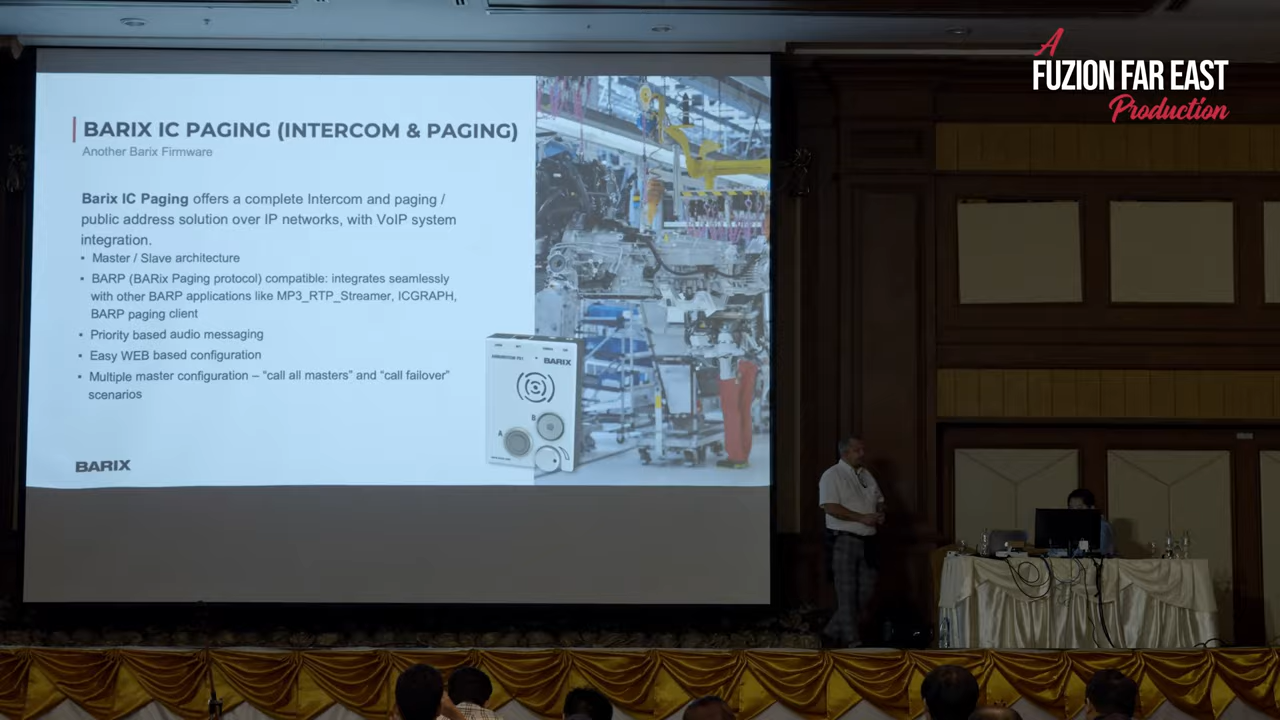 A
FUZION FAR EAST
Production
BARIX IC PAGING (INTERCOM & PAGING)
Another Barix Firmware
Barix IC Paging offers a complete Intercom and paging /
public address solution over IP networks, with VoIP system
integration.
• Master / Slave architecture
• BARP (BARix Paging protocol) compatible: integrates seamlessly
with other BARP applications like MP3_RTP_Streamer, ICGRAPH,
BARP paging client
• Priority based audio messaging
• Easy WEB based configuration
• Multiple master configuration – “call all masters” and “call failover”
scenarios
BARIX
A
B
BARIX